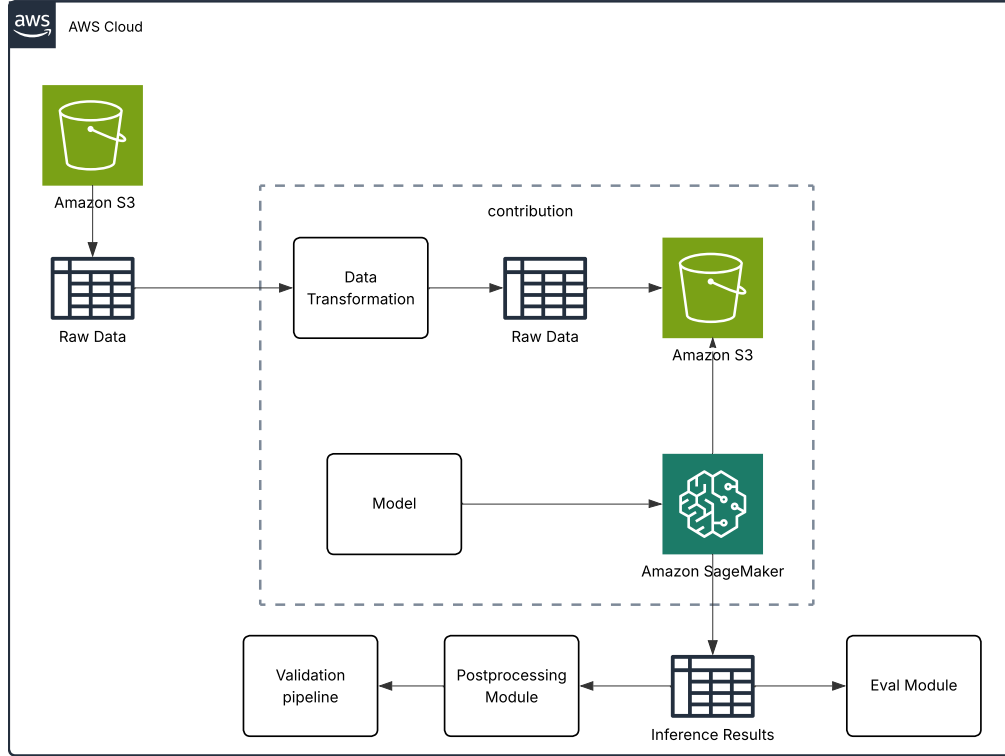 aws
AWS Cloud
Amazon S3
contribution
Data
Transformation
Raw Data
Raw Data
Amazon S3
Model
Amazon SageMaker
Validation
pipeline
Postprocessing
Module
Eval Module
Inference Results